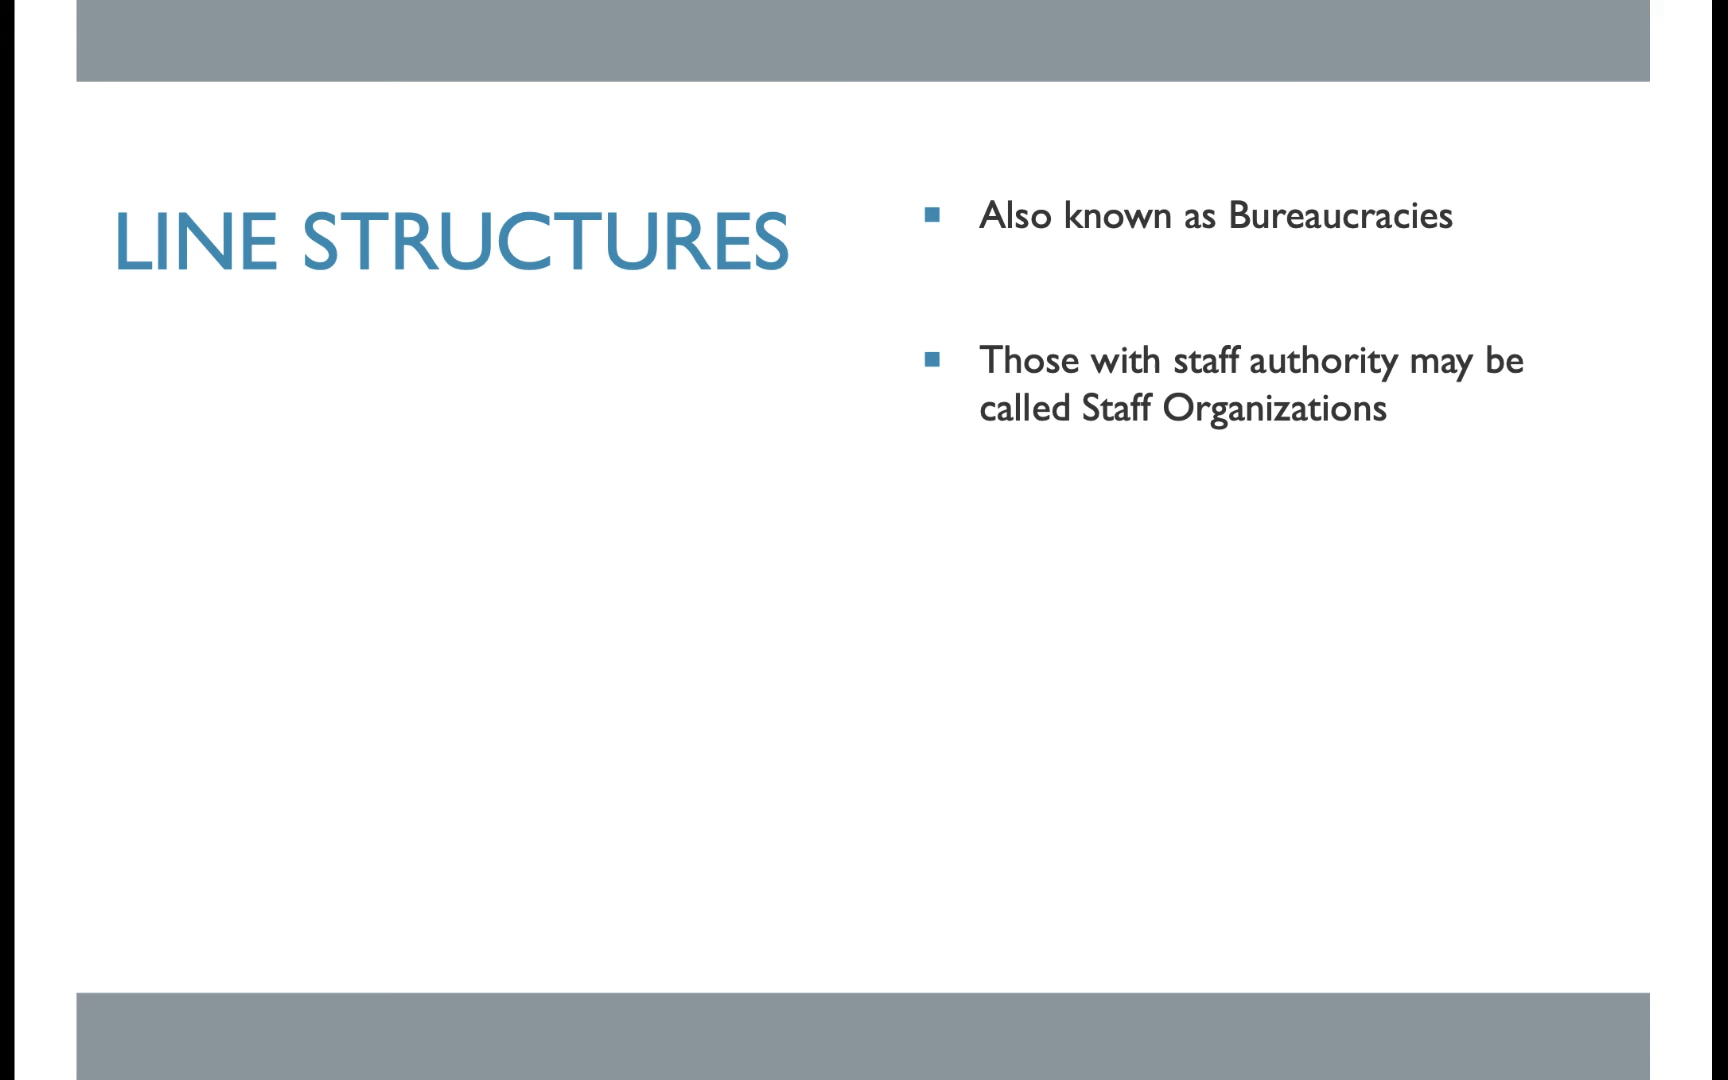 LINE STRUCTURES
Also known as Bureaucracies
Those with staff authority may be
called Staff Organizations